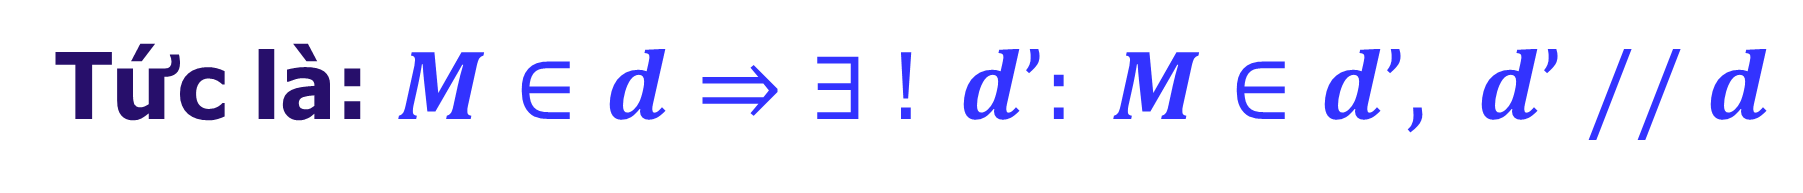 Tức là: M ∈ d ⇒ ∃ ! d’: M ∈ d’, d’ // d